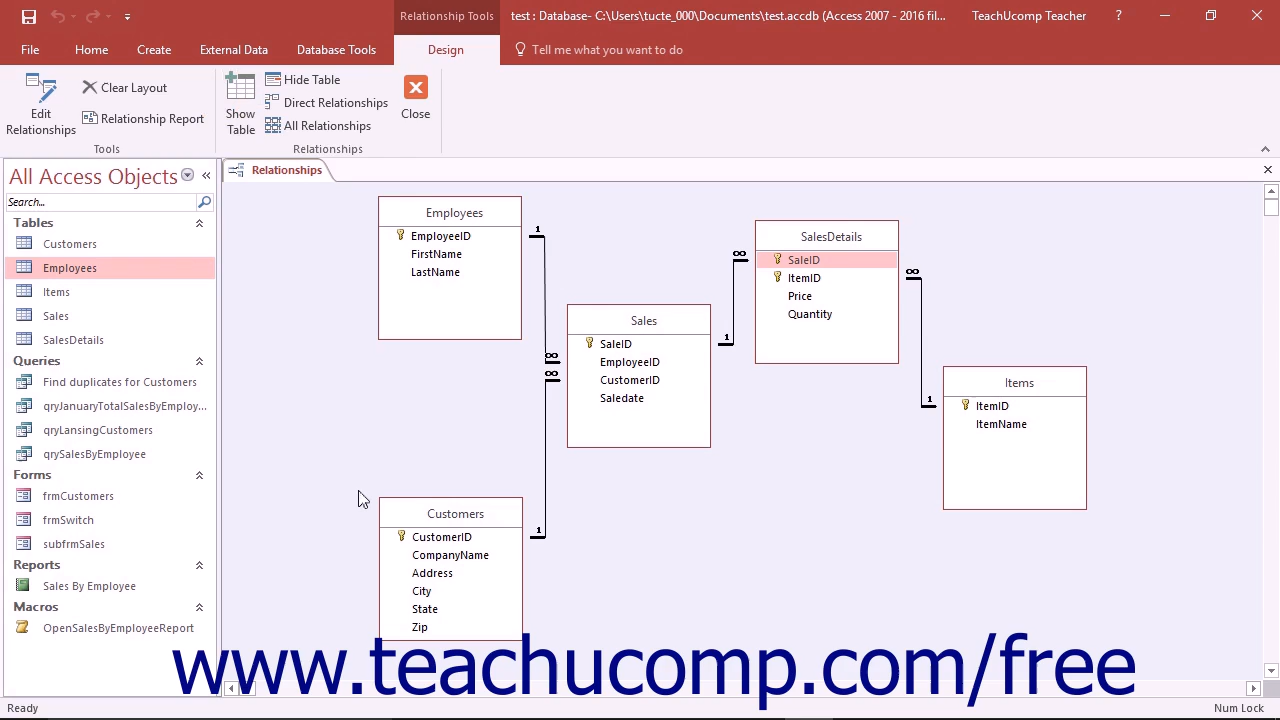 Relationship Tools
test : Database- C:\Users\tucte_000\Documents\test.accdb (Access 2007 - 2016 fil...
TeachUcomp Teacher
?
File
Home
Create
External Data
Database Tools
Design
Tell me what you want to do
Edit Relationships
Clear Layout
Relationship Report
Tools
Show Table
Hide Table
Direct Relationships
All Relationships
Relationships
Close
All Access Objects
Search...
Tables
Customers
Employees
Items
Sales
SalesDetails
Queries
Find duplicates for Customers
qryJanuaryTotalSalesByEmploy...
qryLansingCustomers
qrySalesByEmployee
Forms
frmCustomers
frmSwitch
subfrmSales
Reports
Sales By Employee
Macros
OpenSalesByEmployeeReport
Relationships
Employees
EmployeeID
FirstName
LastName
1
∞
Sales
SaleID
EmployeeID
CustomerID
Saledate
∞
1
Customers
CustomerID
CompanyName
Address
City
State
Zip
1
∞
SalesDetails
SaleID
ItemID
Price
Quantity
∞
1
Items
ItemID
ItemName
www.teachucomp.com/free
Ready
Num Lock